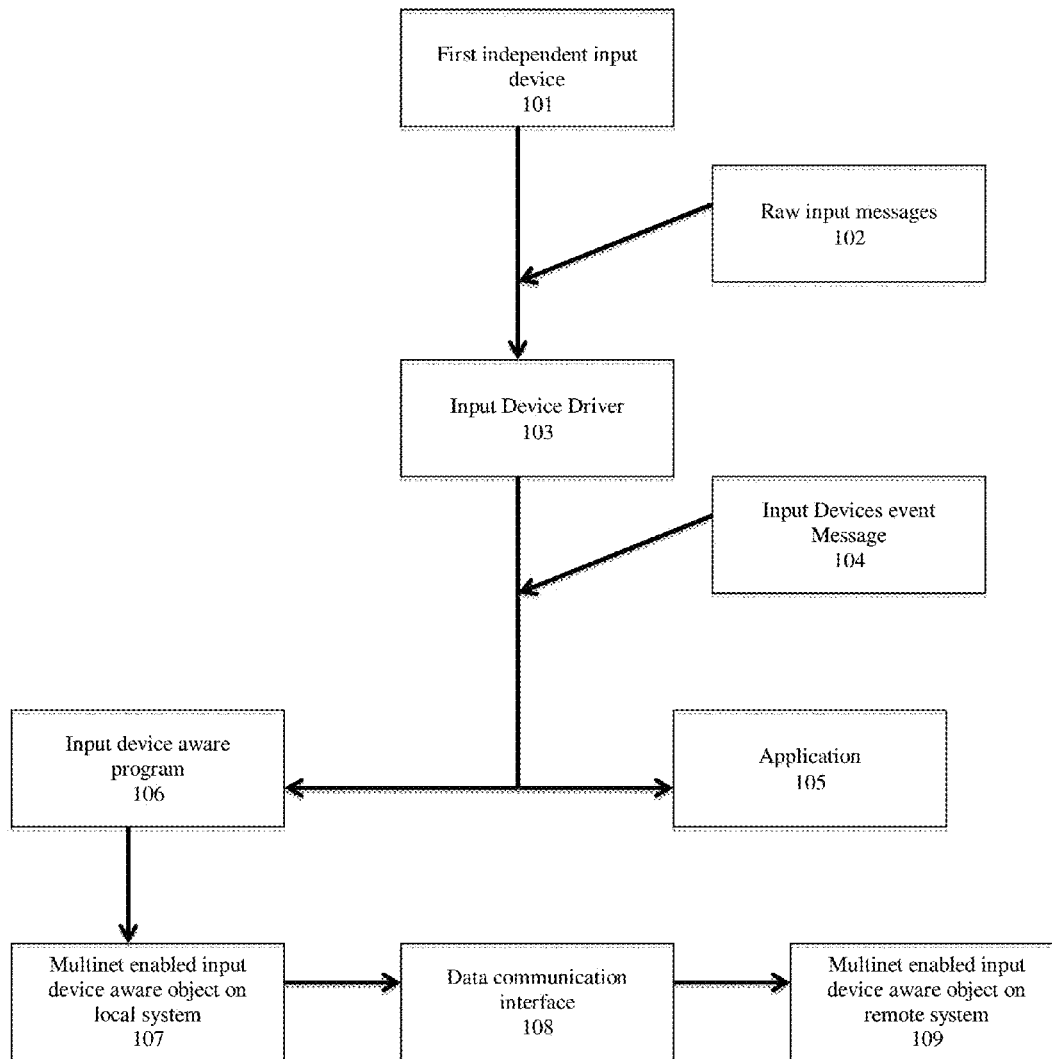 First independent input
device
101
Raw input messages
102
Input Device Driver
103
Input Devices event
Message
104
Input device aware
program
106
Application
105
Multinet enabled input
device aware object on
local system
107
Data communication
interface
108
Multinet enabled input
device aware object on
remote system
109